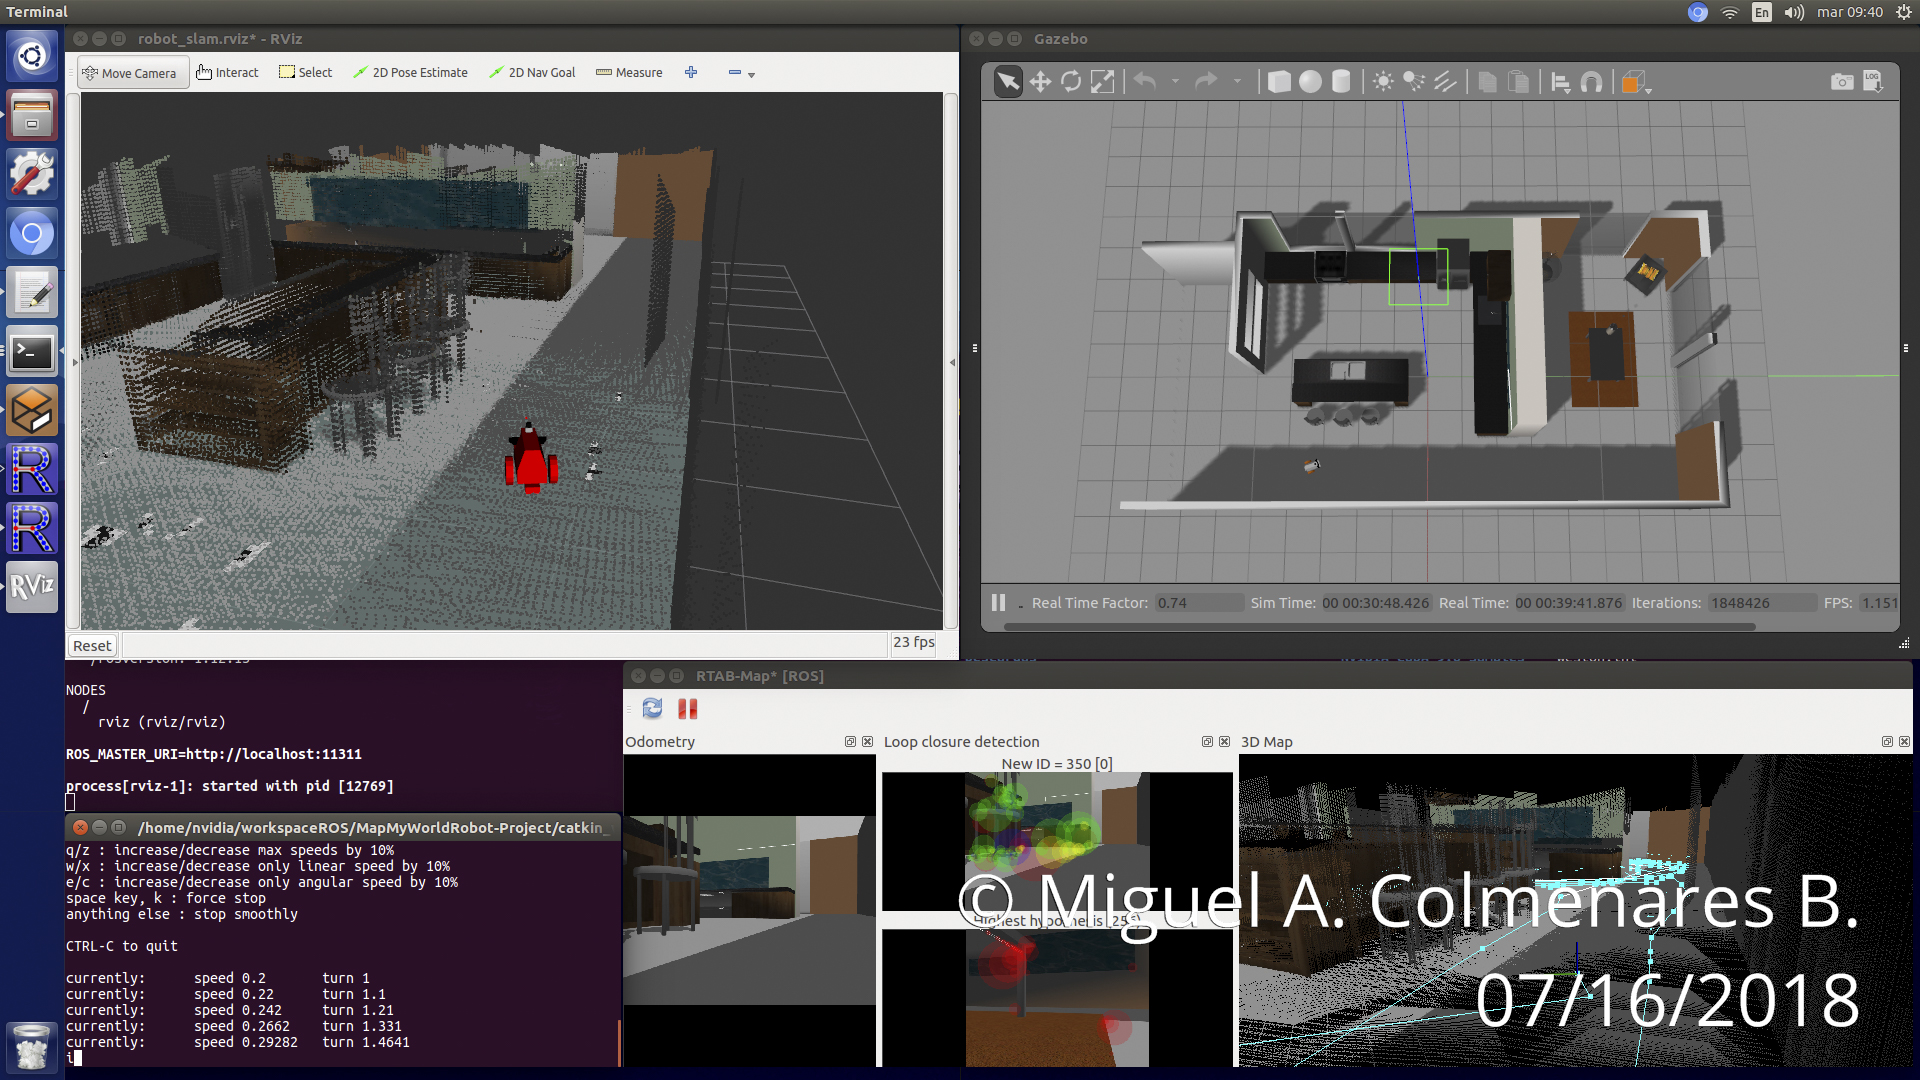 Terminal
En
mar 09:40
robot_slam.rviz* - RViz
Move Camera
Interact
Select
2D Pose Estimate
2D Nav Goal
Measure
Reset
23 fps
Gazebo
LOG
Real Time Factor: 0.74
Sim Time: 00 00:30:48.426
Real Time: 00 00:39:41.876
Iterations: 1848426
FPS: 1.151
RViz
NODES
/
rviz (rviz/rviz)
ROS_MASTER_URI=http://localhost:11311
process[rviz-1]: started with pid [12769]
/home/nvidia/workspaceROS/MapMyWorldRobot-Project/catkin_
q/z : increase/decrease max speeds by 10%
w/x : increase/decrease only linear speed by 10%
e/c : increase/decrease only angular speed by 10%
space key, k : force stop
anything else : stop smoothly
CTRL-C to quit
currently: speed 0.2 turn 1
currently: speed 0.22 turn 1.1
currently: speed 0.242 turn 1.21
currently: speed 0.2662 turn 1.331
currently: speed 0.29282 turn 1.4641
i
RTAB-Map* [ROS]
Odometry
Loop closure detection
3D Map
New ID = 350 [0]
Highest hypothesis
© Miguel A. Colmenares B.
07/16/2018